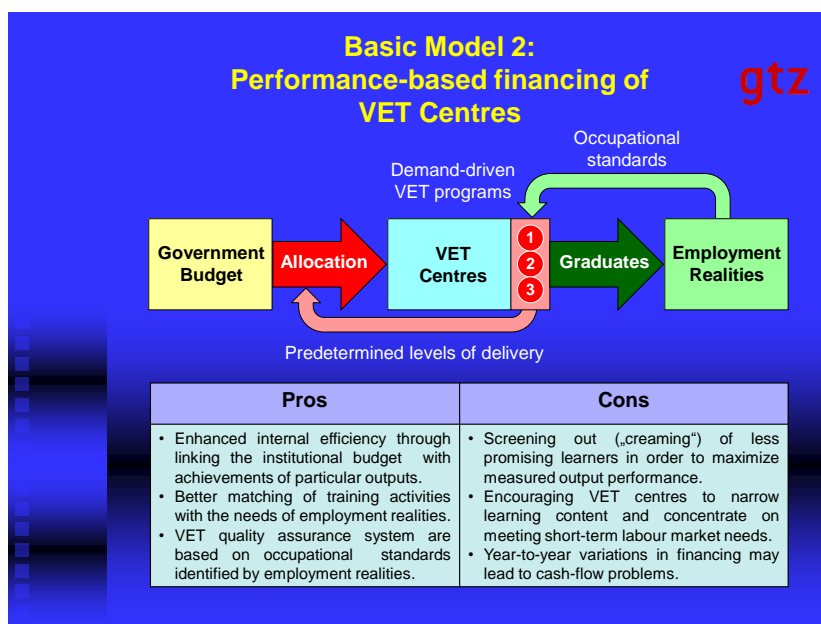 Basic Model 2:
Performance-based financing of
VET Centres
gtz
Occupational
standards
Demand-driven
VET programs
Government
Budget
Allocation
VET
Centres
1
2
3
Graduates
Employment
Realities
Predetermined levels of delivery
Pros
• Enhanced internal efficiency through
linking the institutional budget with
achievements of particular outputs.
• Better matching of training activities
with the needs of employment realities.
• VET quality assurance system are
based on occupational standards
identified by employment realities.
Cons
• Screening out („creaming“) of less
promising learners in order to maximize
measured output performance.
• Encouraging VET centres to narrow
learning content and concentrate on
meeting short-term labour market needs.
• Year-to-year variations in financing may
lead to cash-flow problems.